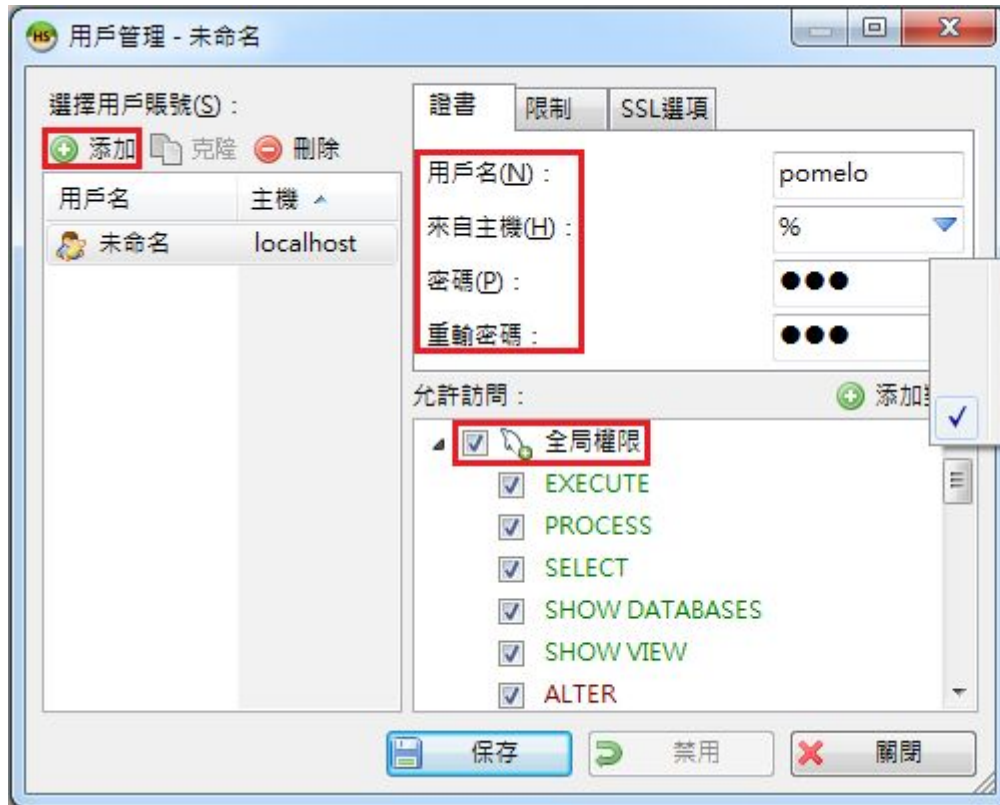 HS 用戶管理 - 未命名
選擇用戶賬號(S)：
添加 克隆 刪除
用戶名 主機
未命名 localhost
證書 限制 SSL選項
用戶名(N)： pomelo
來自主機(H)： %
密碼(P)： ●●●
重輸密碼： ●●●
允許訪問： 添加
全局權限
EXECUTE
PROCESS
SELECT
SHOW DATABASES
SHOW VIEW
ALTER
保存 禁用 關閉